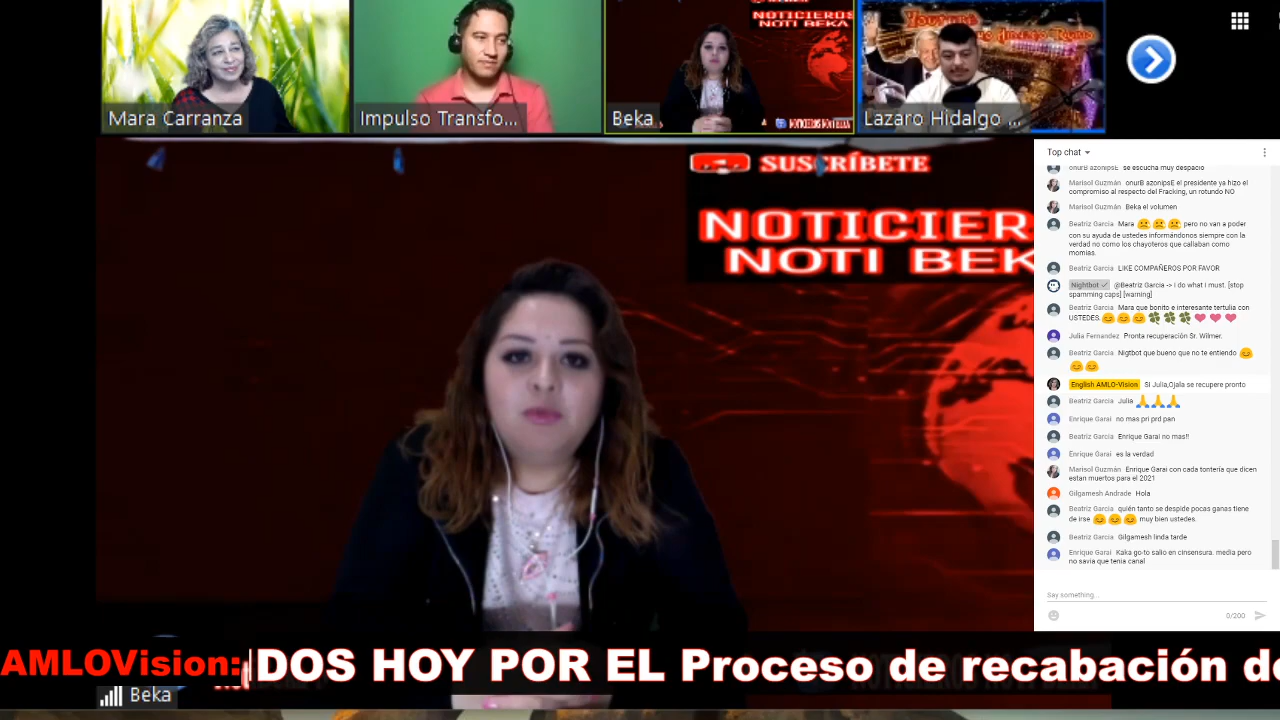 NOTICIEROS
NOTI BEKA
Mara Carranza
Impulso Transfo...
Beka
Lazaro Hidalgo ...
SUSCRÍBETE
NOTICIER
NOTI BEK
Top chat
onurB azonipsE se escucha muy despacio
Marisol Guzmán onurB azonipsE el presidente ya hizo el
compromiso al respecto del Fracking, un rotundo NO
Marisol Guzmán Beka el volumen
Beatriz Garcia Mara ☹️☹️☹️ pero no van a poder
con su ayuda de ustedes informándonos siempre con la
verdad no como los chayoteros que callaban como
momias.
Beatriz Garcia LIKE COMPAÑEROS POR FAVOR
Nightbot ✓ @Beatriz Garcia -> I do what I must. [stop
spamming caps] [warning]
Beatriz Garcia Mara que bonito e interesante tertulia con
USTEDES.😊😊😊🍀🍀🍀❤❤❤
Julia Fernandez Pronta recuperación Sr. Wilmer.
Beatriz Garcia Nigtbot que bueno que no te entiendo 😊
😊😊
English AMLO-Vision Si Julia,Ojala se recupere pronto
Beatriz Garcia Julia 🙏🙏🙏
Enrique Garai no mas pri prd pan
Beatriz Garcia Enrique Garai no mas!!
Enrique Garai es la verdad
Marisol Guzmán Enrique Garai con cada tontería que dicen
estan muertos para el 2021
Gilgamesh Andrade Hola
Beatriz Garcia quién tanto se despide pocas ganas tiene
de irse 😊😊😊 muy bien ustedes.
Beatriz Garcia Gilgamesh linda tarde
Enrique Garai Kaka go-to salio en cinsensura. media pero
no savia que tenia canal
Say something...
0/200
AMLOVision: DOS HOY POR EL Proceso de recabación de
Beka